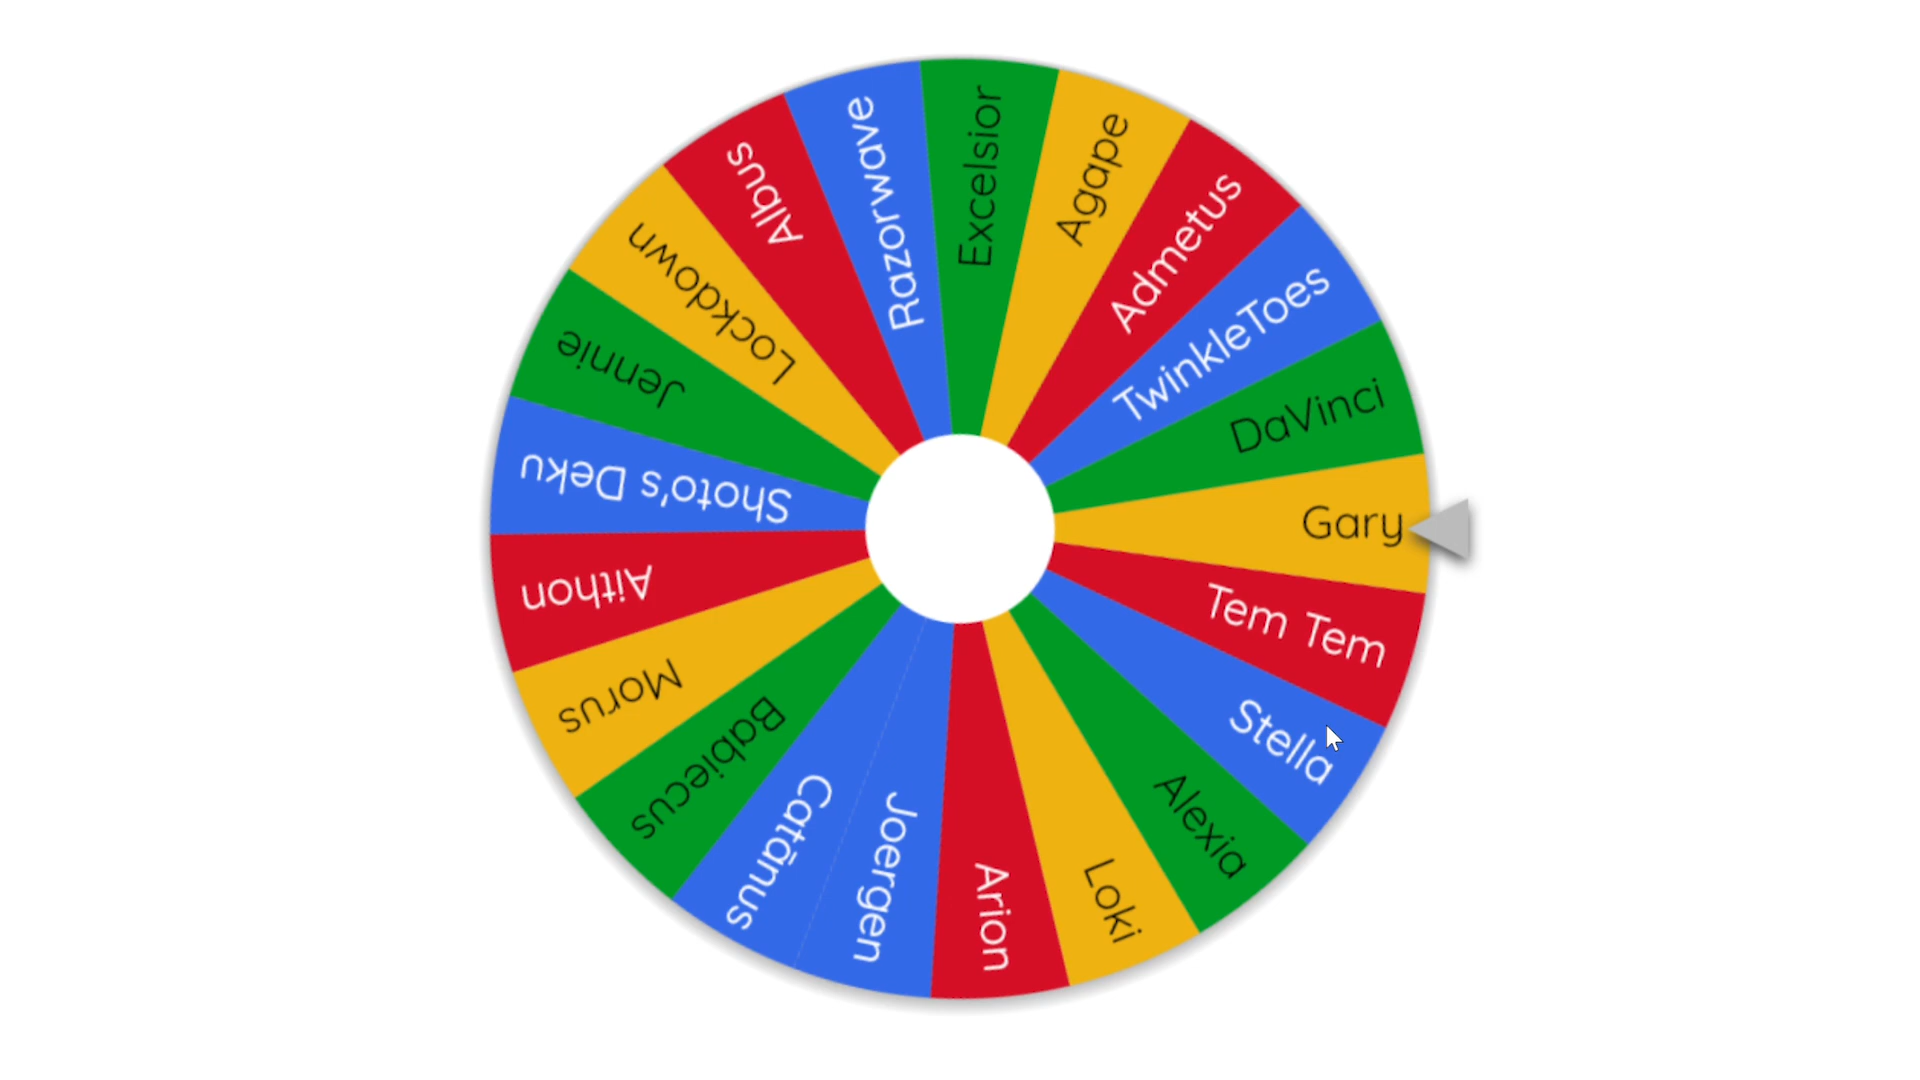 Excelsior
Agape
Admetus
TwinkleToes
DaVinci
Gary
Tem Tem
Stella
Alexia
Loki
Arion
Joergen
Catānus
Babiecus
Morus
Aithon
Shoto's Deku
Jennie
Lockdown
Albus
Razorwave